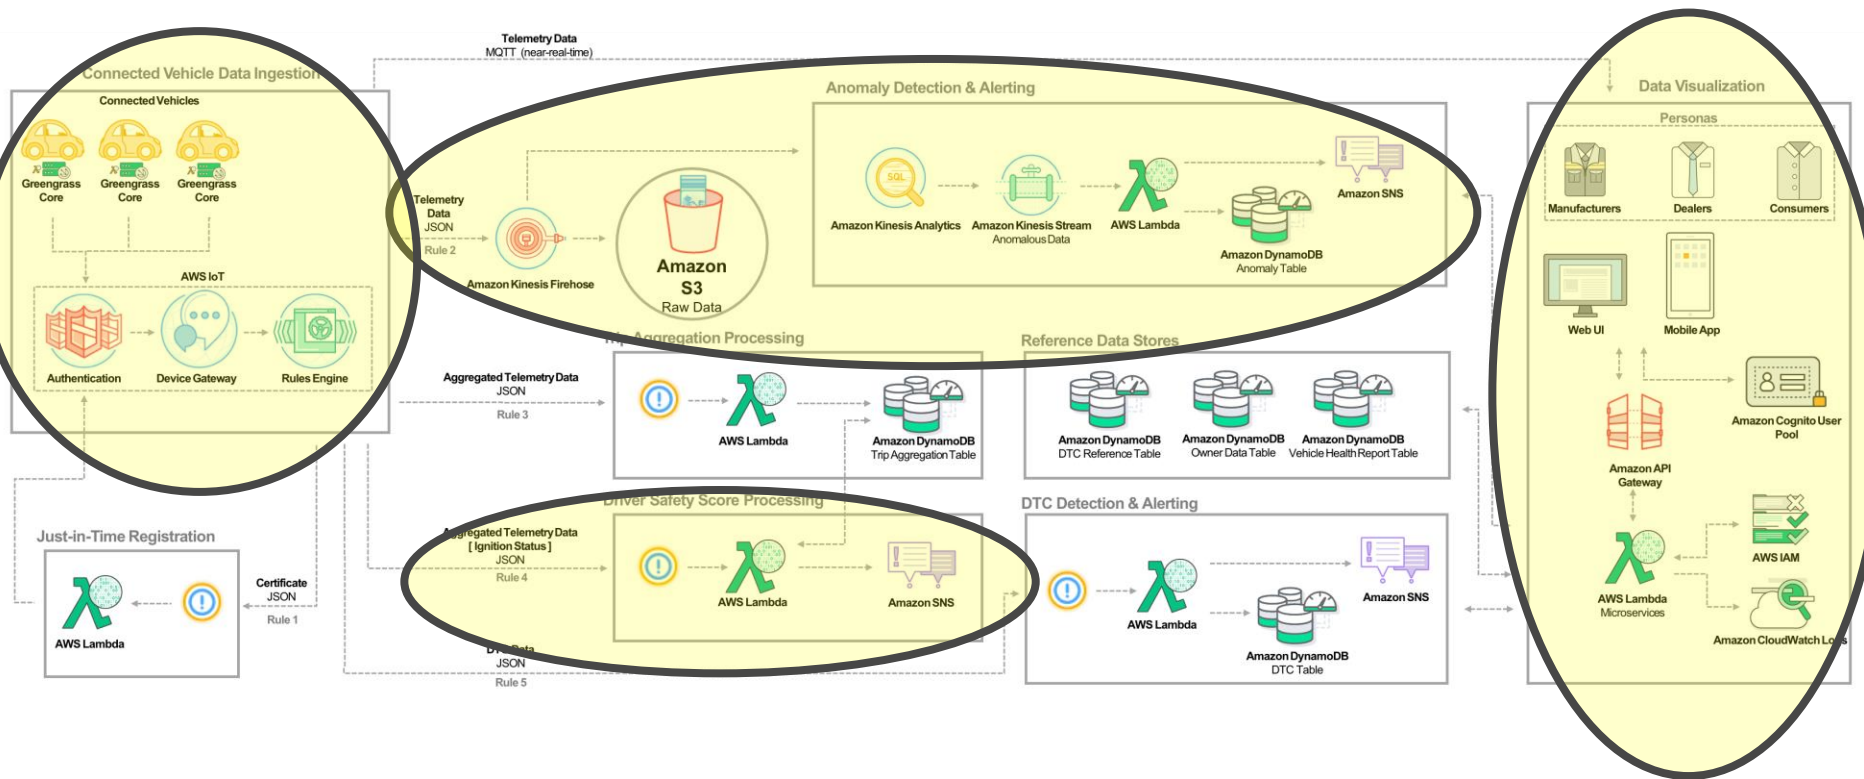 Telemetry Data
MQTT (near-real-time)
Connected Vehicle Data Ingestion
Connected Vehicles
Greengrass
Core
Greengrass
Core
Greengrass
Core
AWS IoT
Authentication
Device Gateway
Rules Engine
Telemetry
Data
JSON
Rule 2
Amazon Kinesis Firehose
Amazon
S3
Raw Data
Anomaly Detection & Alerting
SQL
Amazon Kinesis Analytics
Amazon Kinesis Stream
Anomalous Data
AWS Lambda
Amazon SNS
Amazon DynamoDB
Anomaly Table
Data Visualization
Personas
Manufacturers
Dealers
Consumers
Web UI
Mobile App
Amazon Cognito User
Pool
Amazon API
Gateway
AWS IAM
AWS Lambda
Microservices
Amazon CloudWatch Logs
Trip Aggregation Processing
Aggregated Telemetry Data
JSON
Rule 3
AWS Lambda
Amazon DynamoDB
Trip Aggregation Table
Reference Data Stores
Amazon DynamoDB
DTC Reference Table
Amazon DynamoDB
Owner Data Table
Amazon DynamoDB
Vehicle Health Report Table
Driver Safety Score Processing
Aggregated Telemetry Data
[ Ignition Status ]
JSON
Rule 4
AWS Lambda
Amazon SNS
DTC Detection & Alerting
AWS Lambda
Amazon SNS
Amazon DynamoDB
DTC Table
Just-in-Time Registration
AWS Lambda
Certificate
JSON
Rule 1
DTC Data
JSON
Rule 5